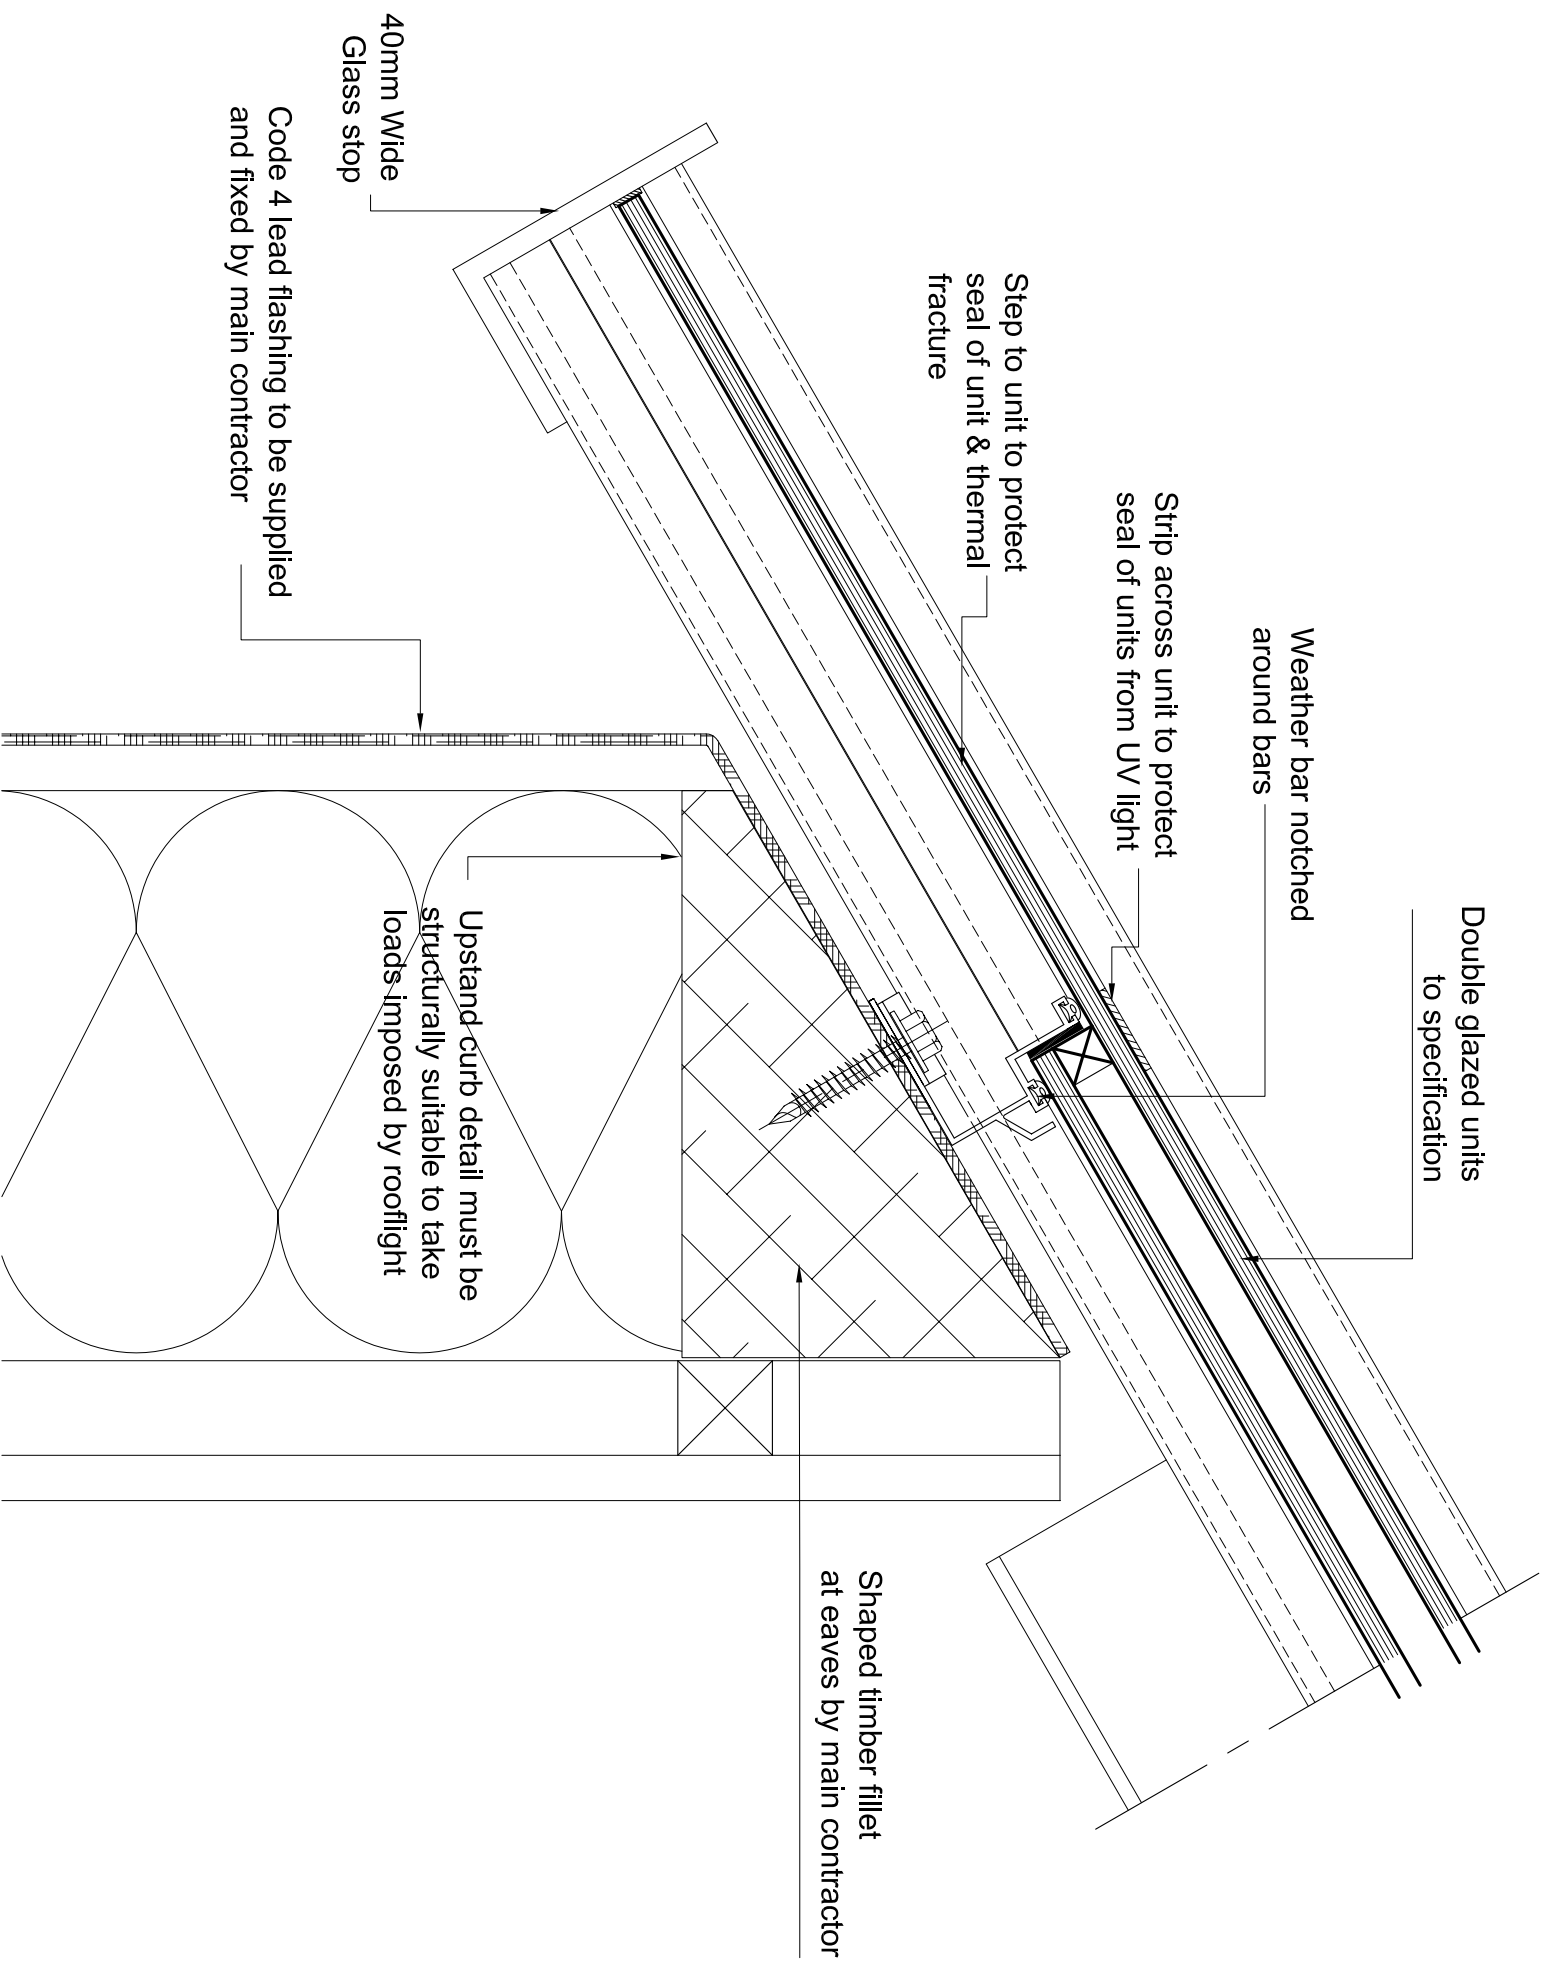 Double glazed units
to specification
Weather bar notched
around bars
Strip across unit to protect
seal of units from UV light
Step to unit to protect
seal of unit & thermal
fracture
40mm Wide
Glass stop
Code 4 lead flashing to be supplied
and fixed by main contractor
Upstand curb detail must be
structurally suitable to take
loads imposed by rooflight
Shaped timber fillet
at eaves by main contractor